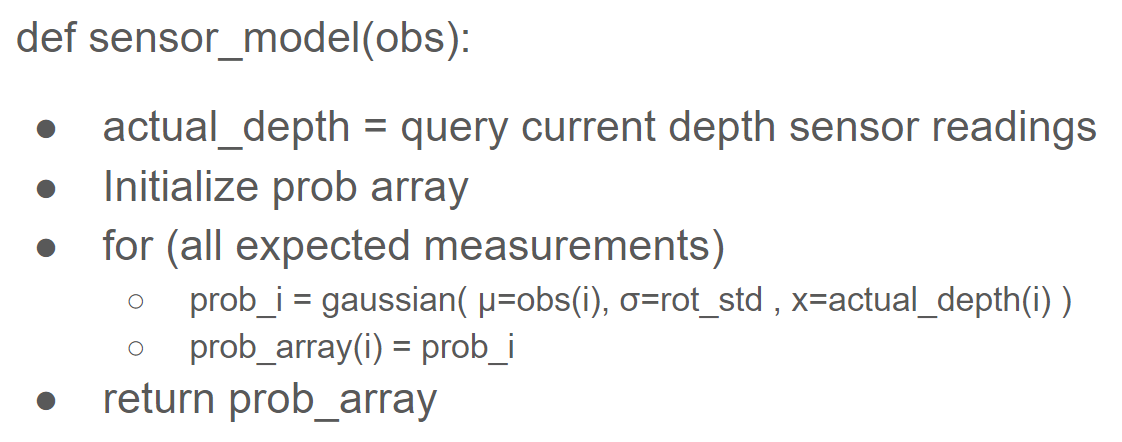 def sensor_model(obs):
● actual_depth = query current depth sensor readings
● Initialize prob array
● for (all expected measurements)
○ prob_i = gaussian( μ=obs(i), σ=rot_std , x=actual_depth(i) )
○ prob_array(i) = prob_i
● return prob_array